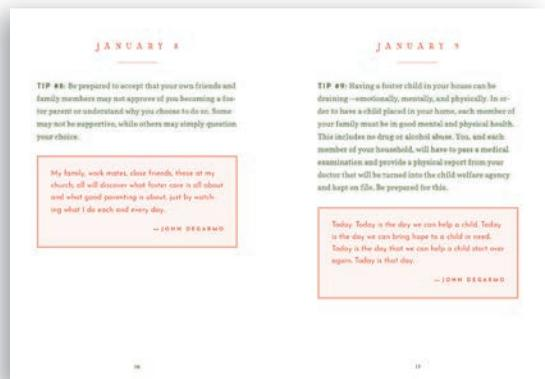 JANUARY 8
TIP #8: Be prepared to accept that your own friends and
family members may not approve of you becoming a fos-
ter parent or understand why you choose to do so. Some
may not be supportive, while others may simply question
your choice.
My family, work mates, close friends, those at my
church; all will discover what foster care is all about
and what good parenting is about, just by watch-
ing what I do each and every day.
—JOHN DEGARMO
JANUARY 9
TIP #9: Having a foster child in your house can be
draining—emotionally, mentally, and physically. In or-
der to have a child placed in your home, each member of
your family must be in good mental and physical health.
This includes no drug or alcohol abuse. You, and each
member of your household, will have to pass a medical
examination and provide a physical report from your
doctor that will be turned into the child welfare agency
and kept on file. Be prepared for this.
Today. Today is the day we can help a child. Today
is the day we can bring hope to a child in need.
Today is the day that we can help a child start over
again. Today is that day.
—JOHN DEGARMO